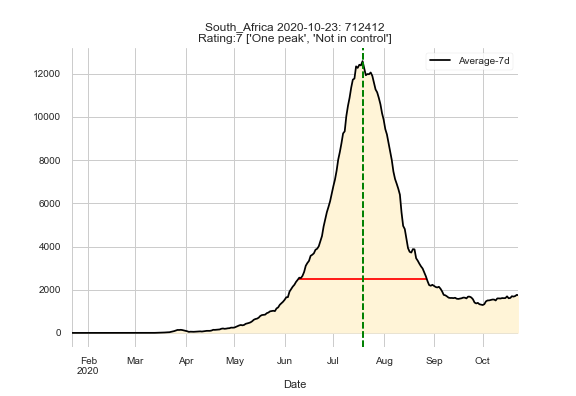 South_Africa 2020-10-23: 712412
Rating:7 ['One peak', 'Not in control']
Average-7d
12000
10000
8000
6000
4000
2000
0
Feb Mar Apr May Jun Jul Aug Sep Oct
2020
Date